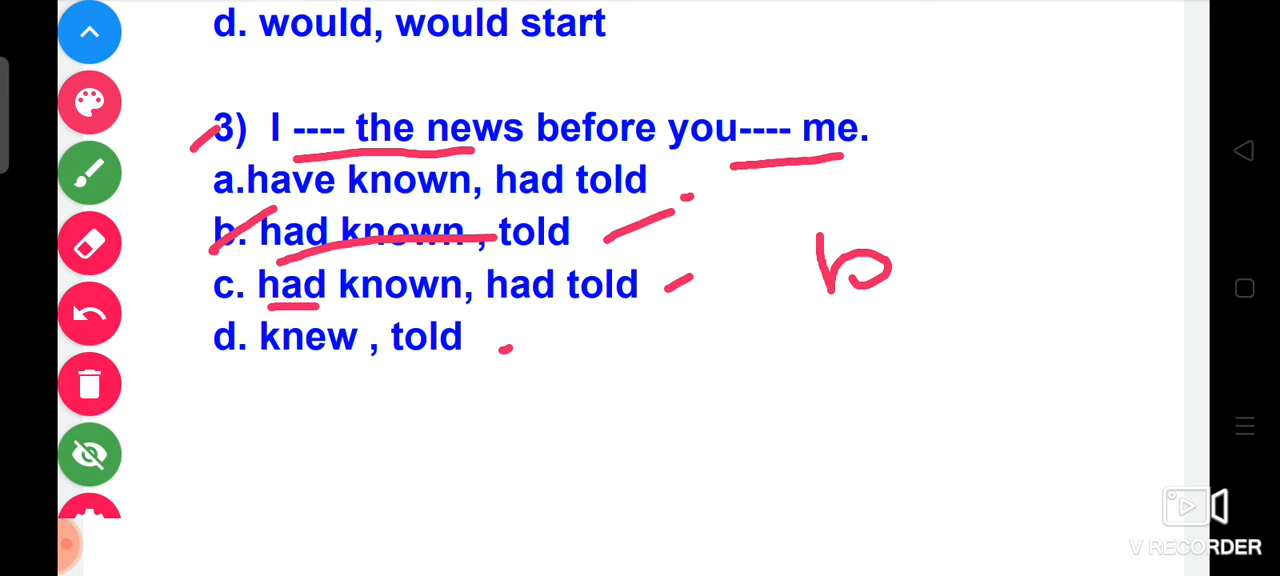 d. would, would start
3) I ---- the news before you---- me.
a.have known, had told
b. had known , told
c. had known, had told
b
d. knew , told
V RECORDER